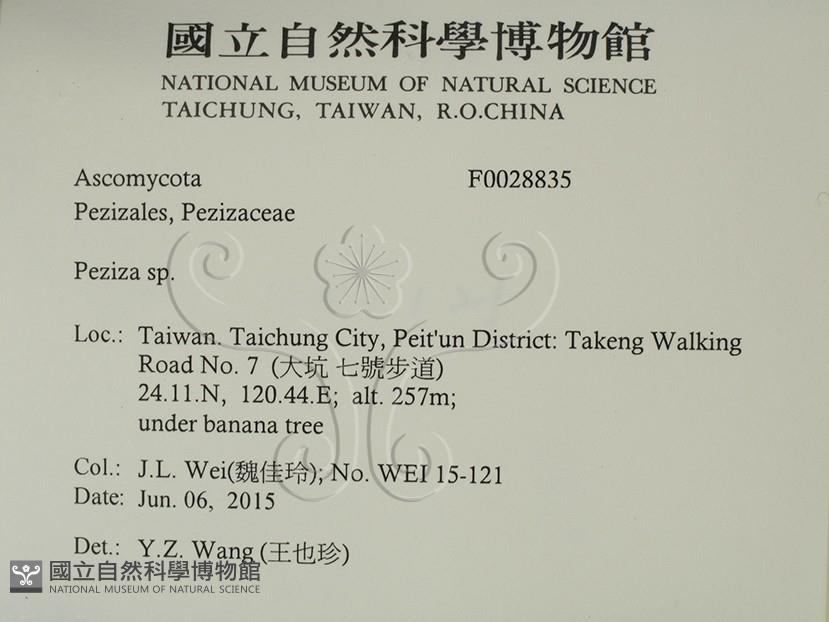 國立自然科學博物館
NATIONAL MUSEUM OF NATURAL SCIENCE
TAICHUNG, TAIWAN, R.O.CHINA
Ascomycota F0028835
Pezizales, Pezizaceae
Peziza sp.
Loc.: Taiwan. Taichung City, Peit'un District: Takeng Walking
Road No. 7 (大坑 七號步道)
24.11.N, 120.44.E; alt. 257m;
under banana tree
Col.: J.L. Wei(魏佳玲); No. WEI 15-121
Date: Jun. 06, 2015
Det.: Y.Z. Wang (王也珍)
國立自然科學博物館
NATIONAL MUSEUM OF NATURAL SCIENCE